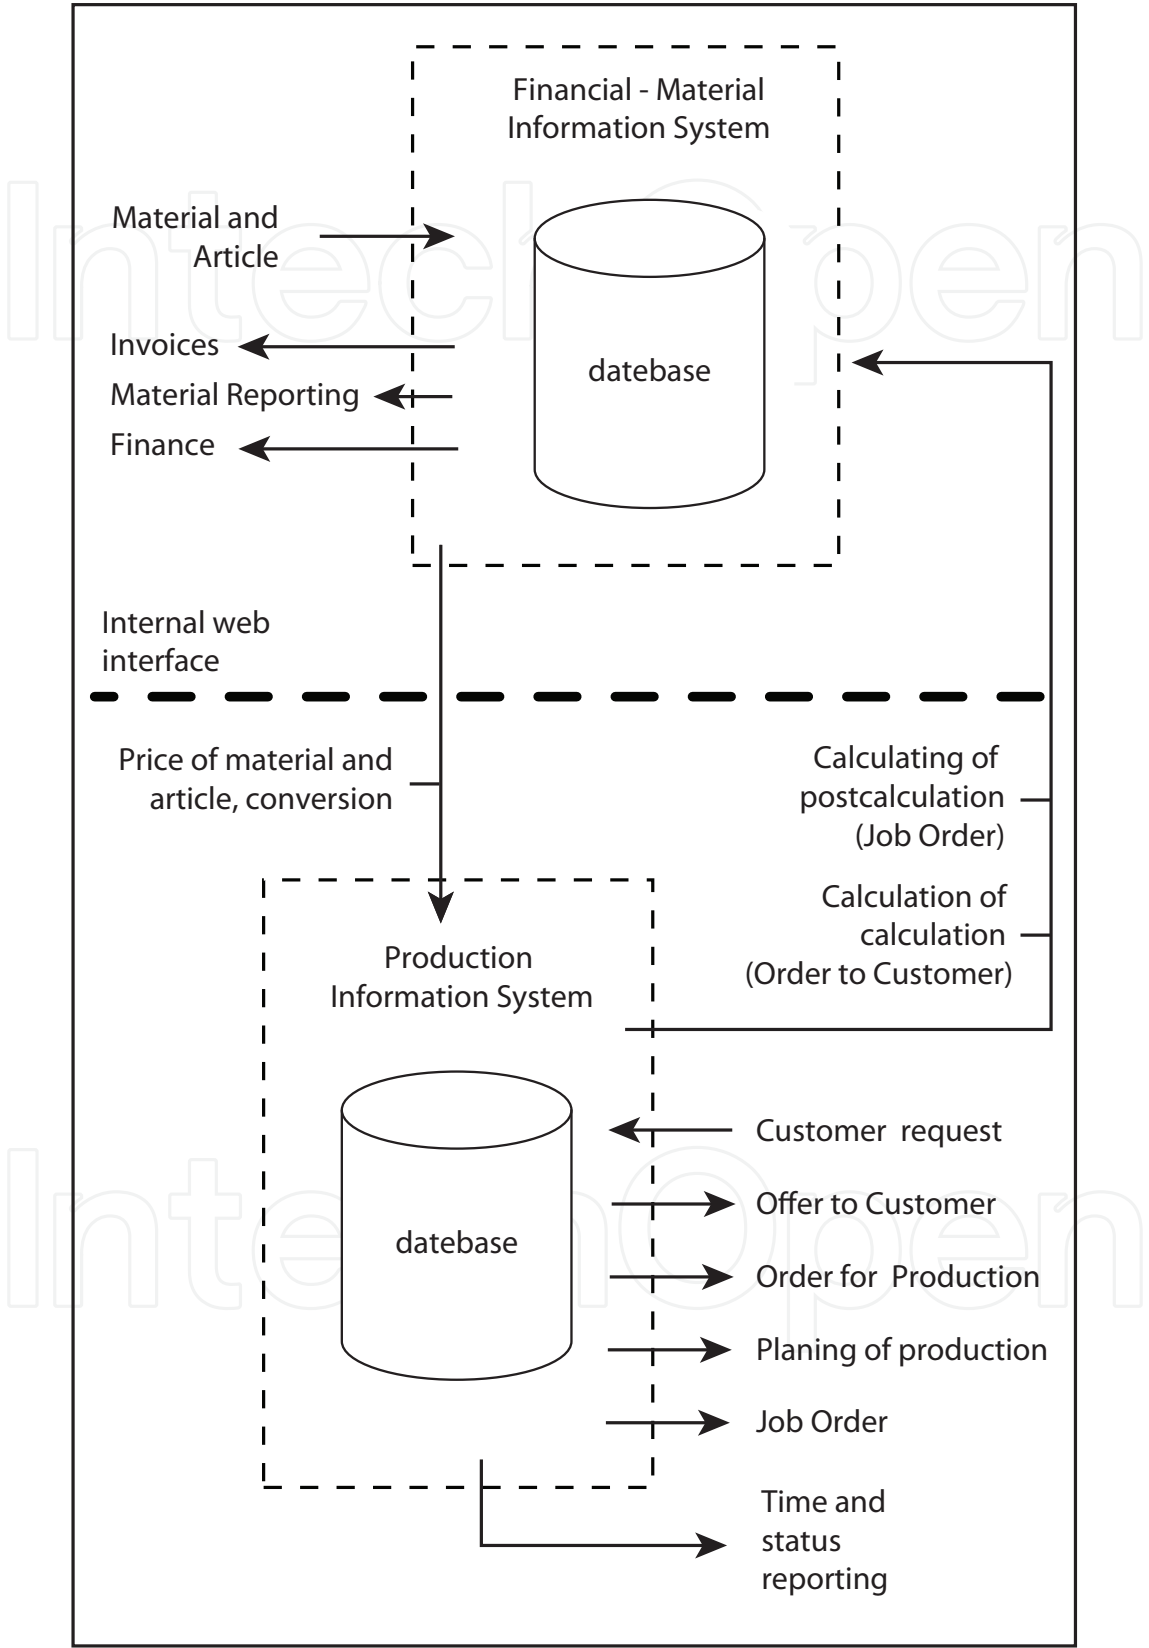 Financial - Material
Information System
Material and
Article
Invoices
Material Reporting
Finance
datebase
Internal web
interface
Price of material and
article, conversion
Calculating of
postcalculation
(Job Order)
Calculation of
calculation
(Order to Customer)
Production
Information System
datebase
Customer request
Offer to Customer
Order for Production
Planing of production
Job Order
Time and
status
reporting
IntechOpen
IntechOpen